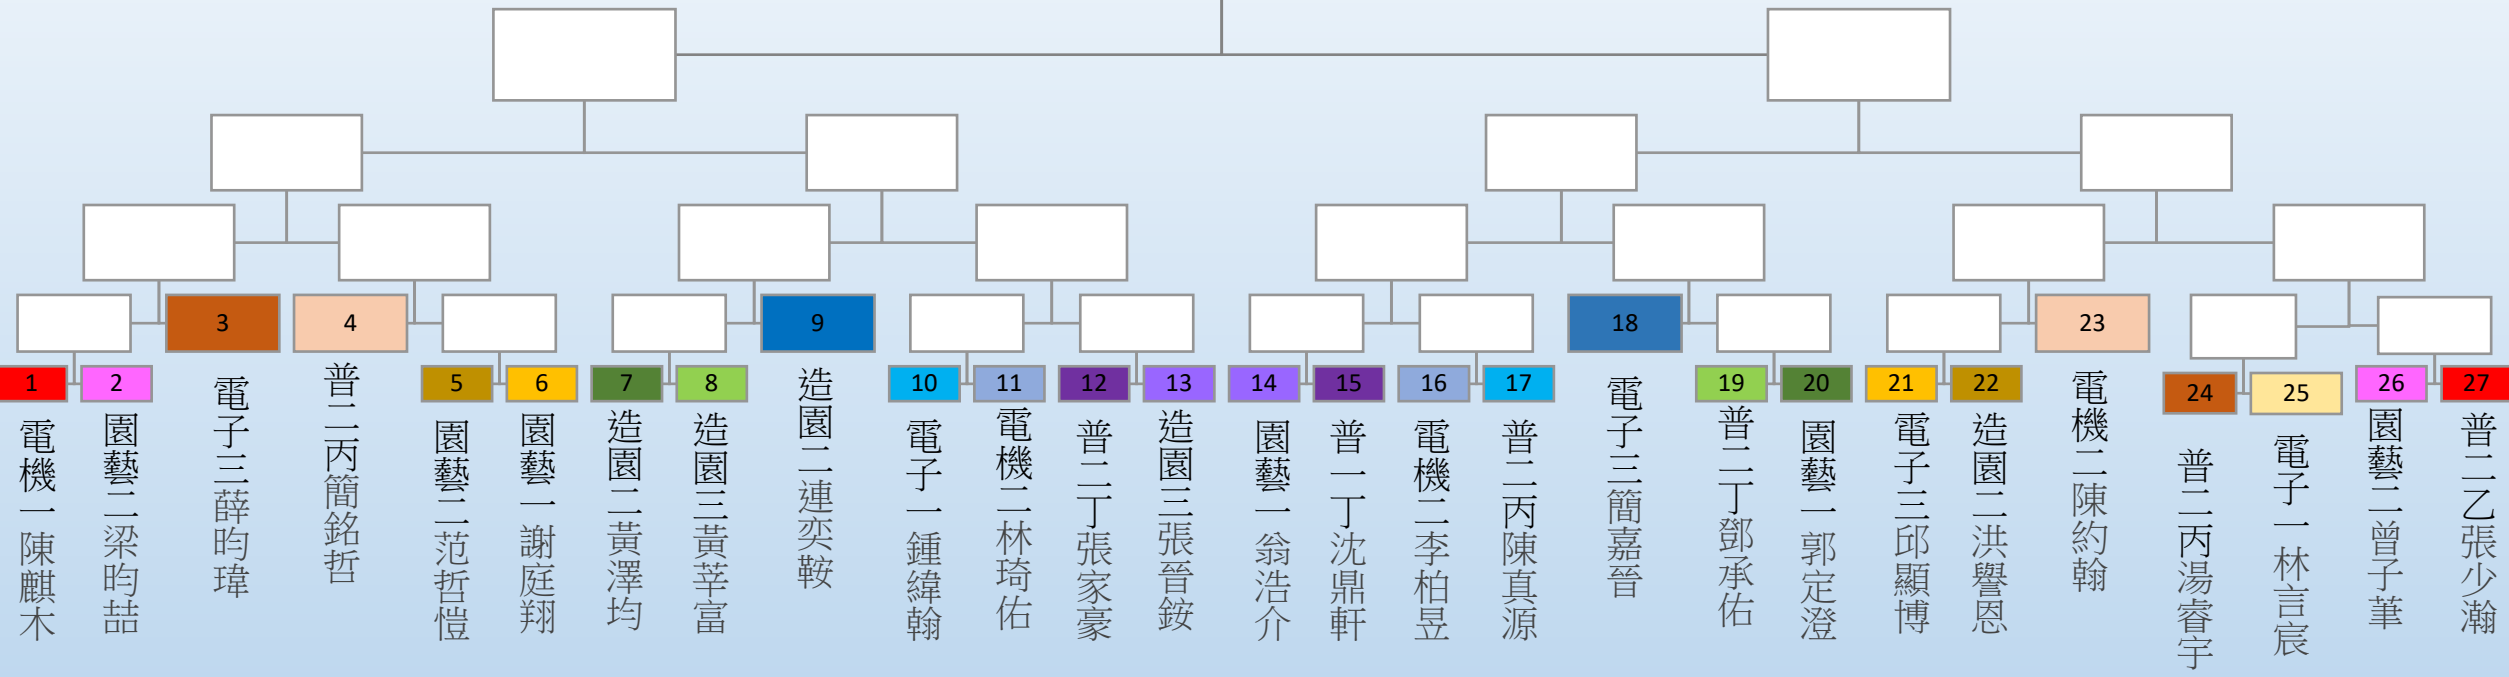 3
4
9
18
23
1
2
5
6
7
8
10
11
12
13
14
15
16
17
19
20
21
22
24
25
26
27
電機一陳麒木
園藝二梁昀喆
電子三薛昀瑋
普二丙簡銘哲
園藝二范哲愷
園藝一謝庭翔
造園二黃澤均
造園三黃莘富
造園二連奕鞍
電子一鍾緯翰
電機二林琦佑
普二丁張家豪
造園三張晉銨
園藝一翁浩介
普一丁沈鼎軒
電機二李柏昱
普二丙陳真源
電子三簡嘉晉
普二丁鄧承佑
園藝一郭定澄
電子三邱顯博
造園二洪譽恩
電機二陳約翰
普二丙湯睿宇
電子一林言宸
園藝二曾子菙
普二乙張少瀚